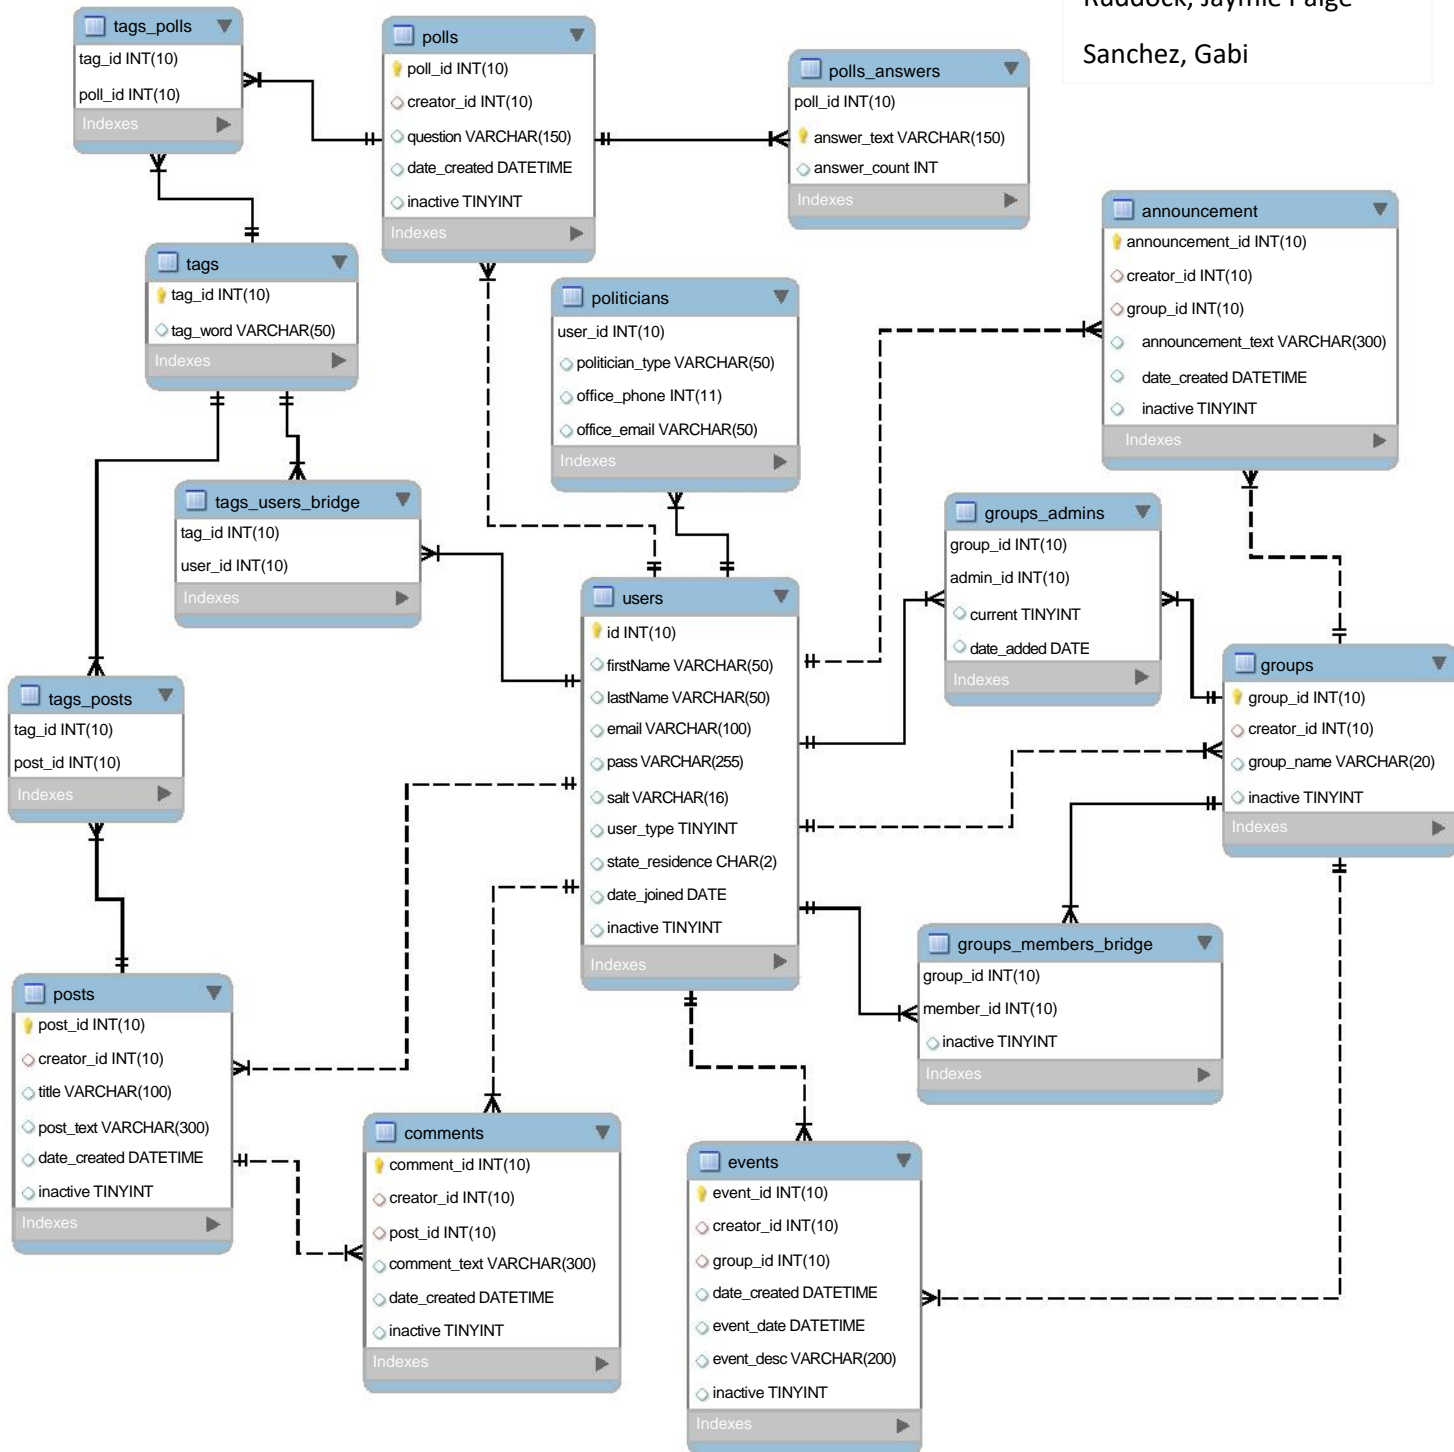 Ruddock, Jaymie Paige
Sanchez, Gabi
tags_polls
tag_id INT(10)
poll_id INT(10)
Indexes
polls
poll_id INT(10)
creator_id INT(10)
question VARCHAR(150)
date_created DATETIME
inactive TINYINT
Indexes
polls_answers
poll_id INT(10)
answer_text VARCHAR(150)
answer_count INT
Indexes
announcement
announcement_id INT(10)
creator_id INT(10)
group_id INT(10)
announcement_text VARCHAR(300)
date_created DATETIME
inactive TINYINT
Indexes
tags
tag_id INT(10)
tag_word VARCHAR(50)
Indexes
politicians
user_id INT(10)
politician_type VARCHAR(50)
office_phone INT(11)
office_email VARCHAR(50)
Indexes
tags_users_bridge
tag_id INT(10)
user_id INT(10)
Indexes
groups_admins
group_id INT(10)
admin_id INT(10)
current TINYINT
date_added DATE
Indexes
users
id INT(10)
firstName VARCHAR(50)
lastName VARCHAR(50)
email VARCHAR(100)
pass VARCHAR(255)
salt VARCHAR(16)
user_type TINYINT
state_residence CHAR(2)
date_joined DATE
inactive TINYINT
Indexes
groups
group_id INT(10)
creator_id INT(10)
group_name VARCHAR(20)
inactive TINYINT
Indexes
tags_posts
tag_id INT(10)
post_id INT(10)
Indexes
groups_members_bridge
group_id INT(10)
member_id INT(10)
inactive TINYINT
Indexes
posts
post_id INT(10)
creator_id INT(10)
title VARCHAR(100)
post_text VARCHAR(300)
date_created DATETIME
inactive TINYINT
Indexes
comments
comment_id INT(10)
creator_id INT(10)
post_id INT(10)
comment_text VARCHAR(300)
date_created DATETIME
inactive TINYINT
Indexes
events
event_id INT(10)
creator_id INT(10)
group_id INT(10)
date_created DATETIME
event_date DATETIME
event_desc VARCHAR(200)
inactive TINYINT
Indexes